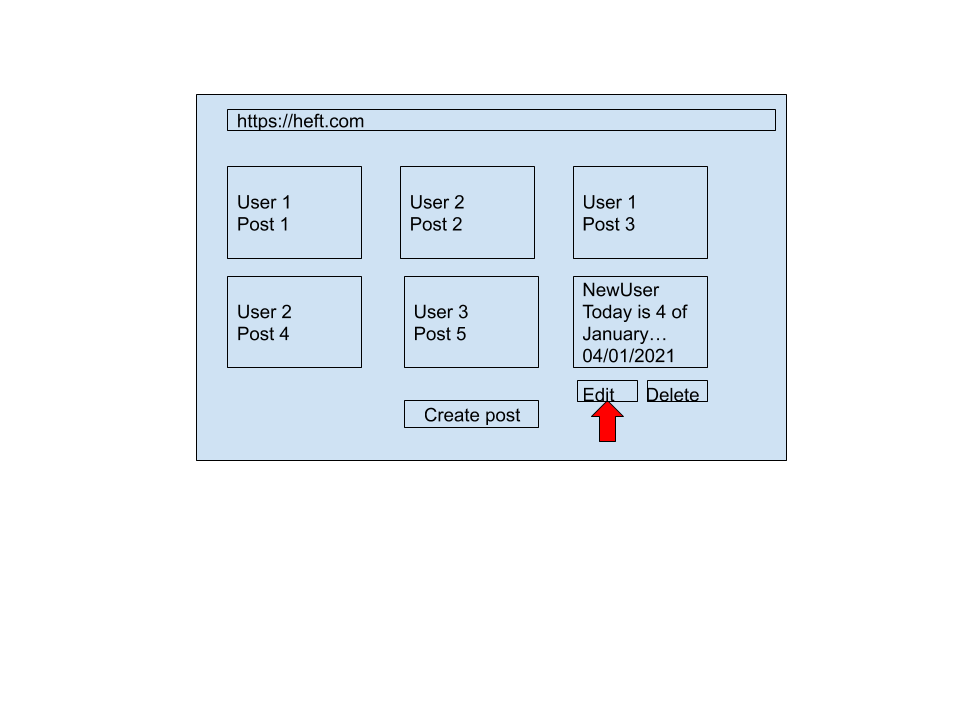 https://heft.com
User 1
Post 1
User 2
Post 2
User 1
Post 3
User 2
Post 4
User 3
Post 5
NewUser
Today is 4 of
January…
04/01/2021
Edit
Delete
Create post